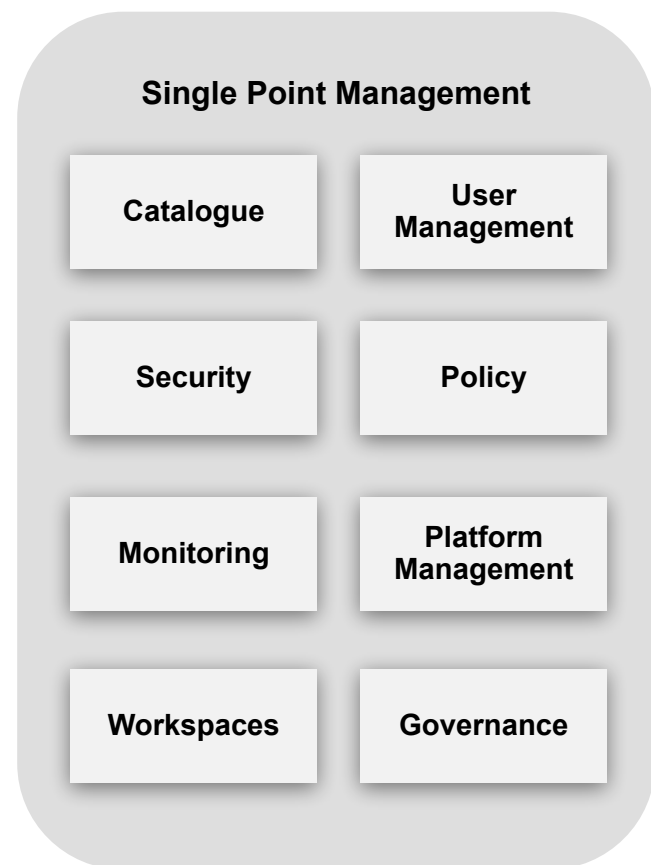 Single Point Management
Catalogue
User
Management
Security
Policy
Monitoring
Platform
Management
Workspaces
Governance